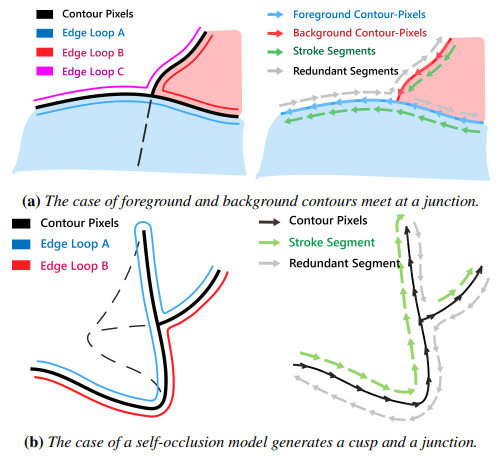 (a)
Contour Pixels
Edge Loop A
Edge Loop B
Edge Loop C
Foreground Contour-Pixels
Background Contour-Pixels
Stroke Segments
Redundant Segments
(a) The case of foreground and background contours meet at a junction.
(b)
Contour Pixels
Edge Loop A
Edge Loop B
Contour Pixels
Stroke Segment
Redundant Segment
(b) The case of a self-occlusion model generates a cusp and a junction.